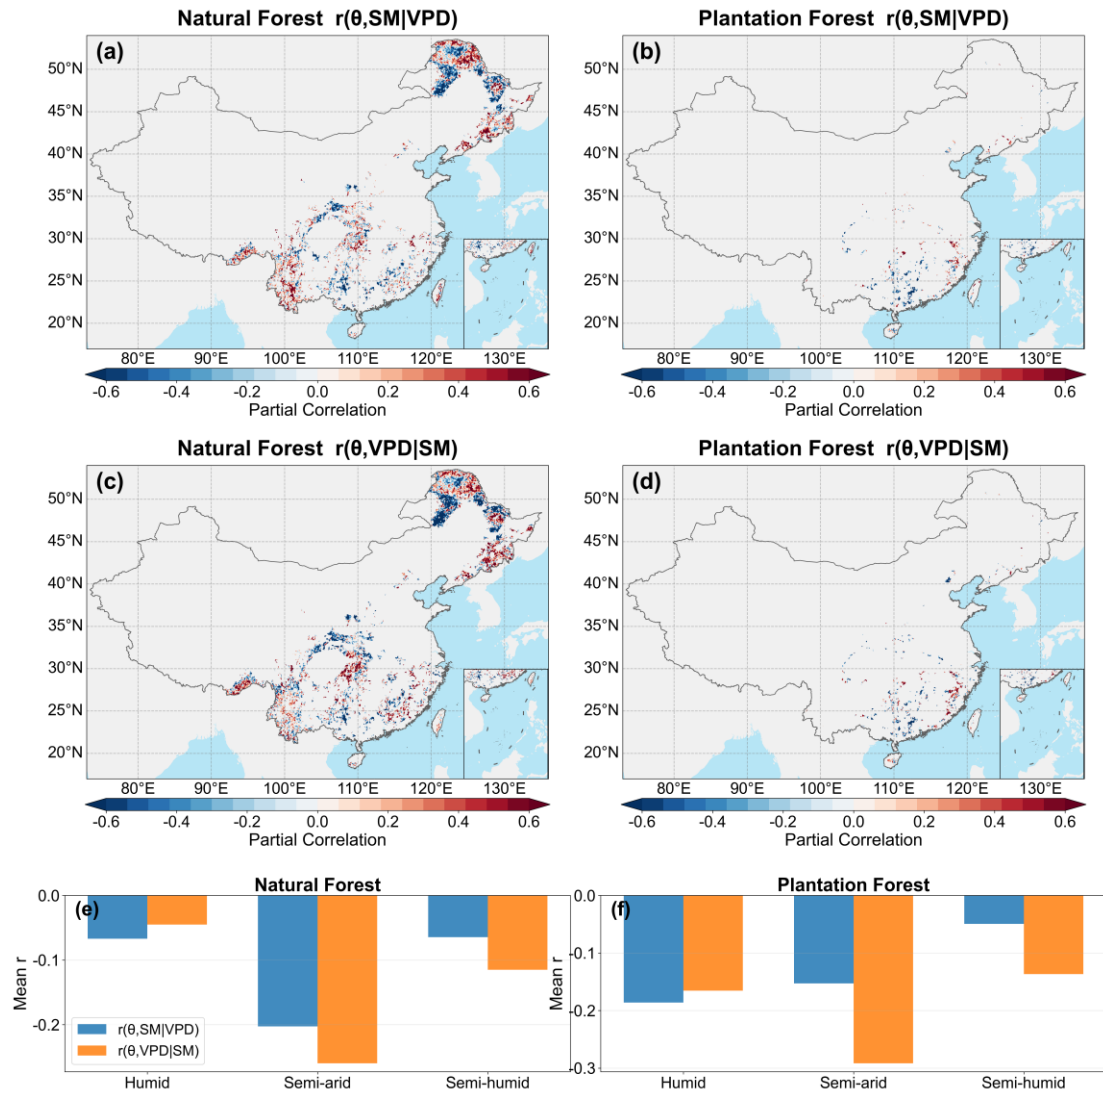 Natural Forest r(θ,SM|VPD)
(a)
50°N
45°N
40°N
35°N
30°N
25°N
20°N
80°E 90°E 100°E 110°E 120°E 130°E
-0.6 -0.4 -0.2 0.0 0.2 0.4 0.6
Partial Correlation
Plantation Forest r(θ,SM|VPD)
(b)
50°N
45°N
40°N
35°N
30°N
25°N
20°N
80°E 90°E 100°E 110°E 120°E 130°E
-0.6 -0.4 -0.2 0.0 0.2 0.4 0.6
Partial Correlation
Natural Forest r(θ,VPD|SM)
(c)
50°N
45°N
40°N
35°N
30°N
25°N
20°N
80°E 90°E 100°E 110°E 120°E 130°E
-0.6 -0.4 -0.2 0.0 0.2 0.4 0.6
Partial Correlation
Plantation Forest r(θ,VPD|SM)
(d)
50°N
45°N
40°N
35°N
30°N
25°N
20°N
80°E 90°E 100°E 110°E 120°E 130°E
-0.6 -0.4 -0.2 0.0 0.2 0.4 0.6
Partial Correlation
Natural Forest
(e)
0.0
-0.1
-0.2
Mean r
r(θ,SM|VPD)
r(θ,VPD|SM)
Humid Semi-arid Semi-humid
Plantation Forest
(f)
0.0
-0.1
-0.2
-0.3
Mean r
Humid Semi-arid Semi-humid